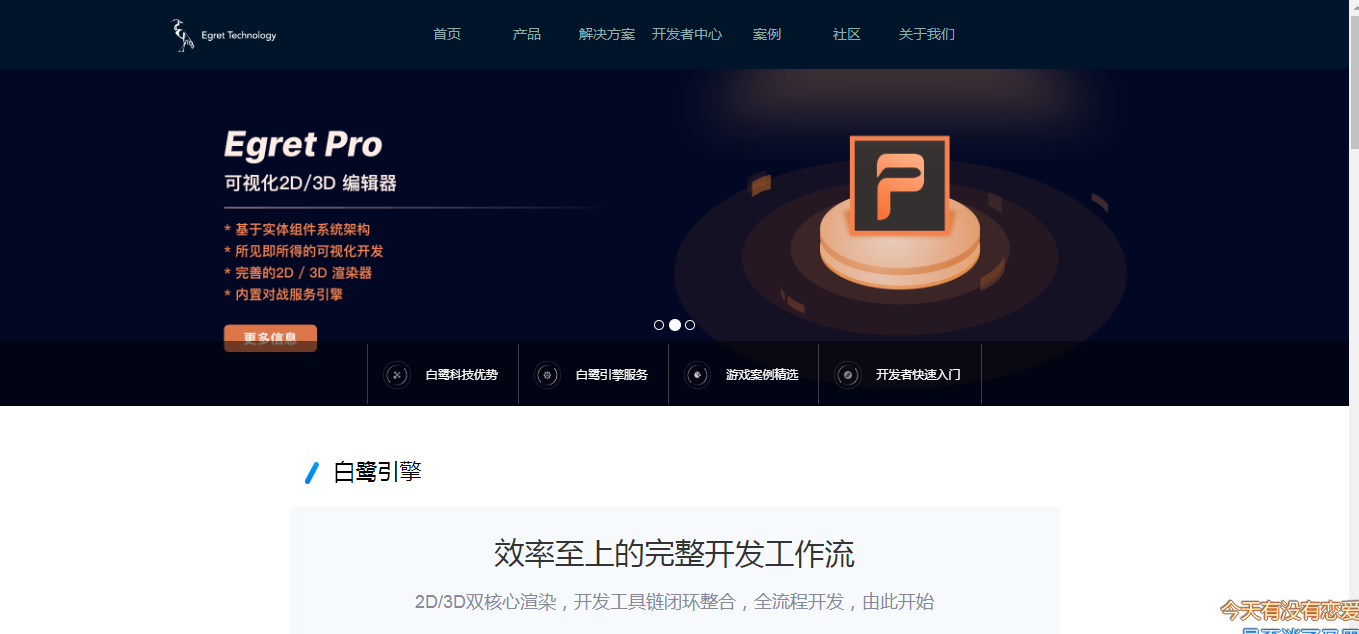 Egret Technology
首页 产品 解决方案 开发者中心 案例 社区 关于我们
Egret Pro
可视化2D/3D 编辑器
* 基于实体组件系统架构
* 所见即所得的可视化开发
* 完善的2D / 3D 渲染器
* 内置对战服务引擎
更多信息
白鹭科技优势 白鹭引擎服务 游戏案例精选 开发者快速入门
白鹭引擎
效率至上的完整开发工作流
2D/3D双核心渲染，开发工具链闭环整合，全流程开发，由此开始
今天有没有恋爱